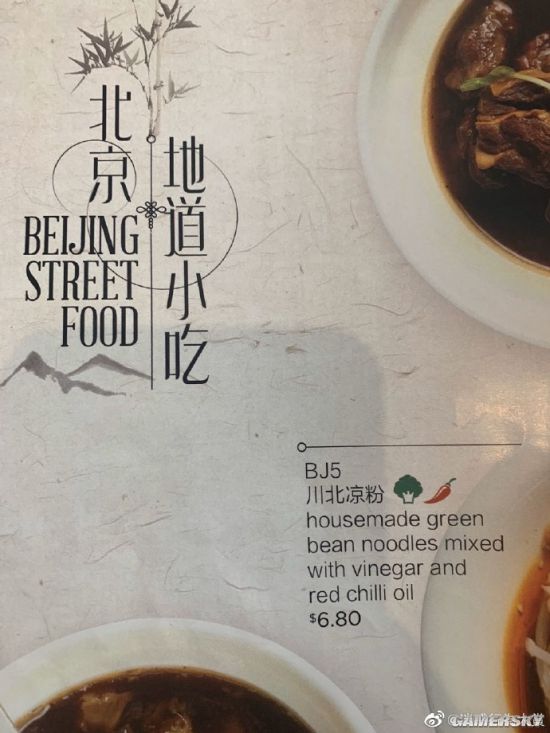 北京
地道小吃
BEIJING
STREET
FOOD
BJ5
川北凉粉
housemade green
bean noodles mixed
with vinegar and
red chilli oil
$6.80
GAMERSKY